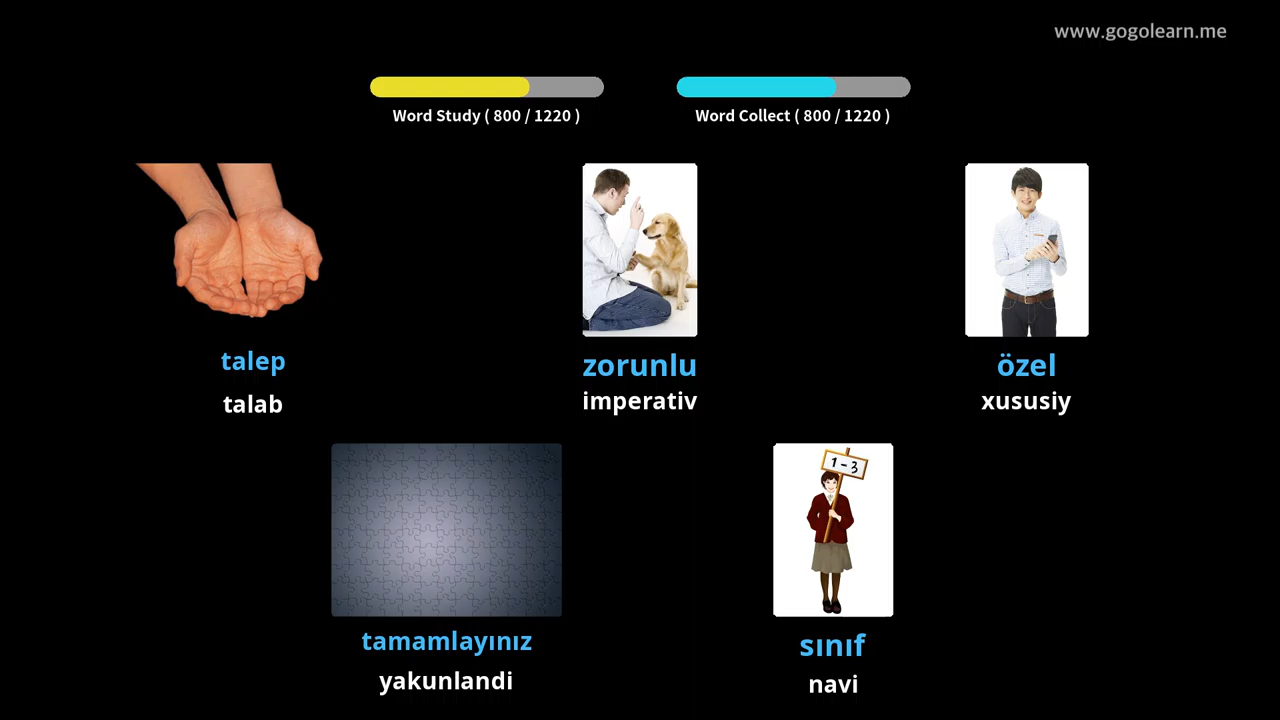 www.gogolearn.me
Word Study ( 800 / 1220 )
Word Collect ( 800 / 1220 )
talep
talab
zorunlu
imperativ
özel
xususiy
1-3
tamamlayınız
yakunlandi
sınıf
navi